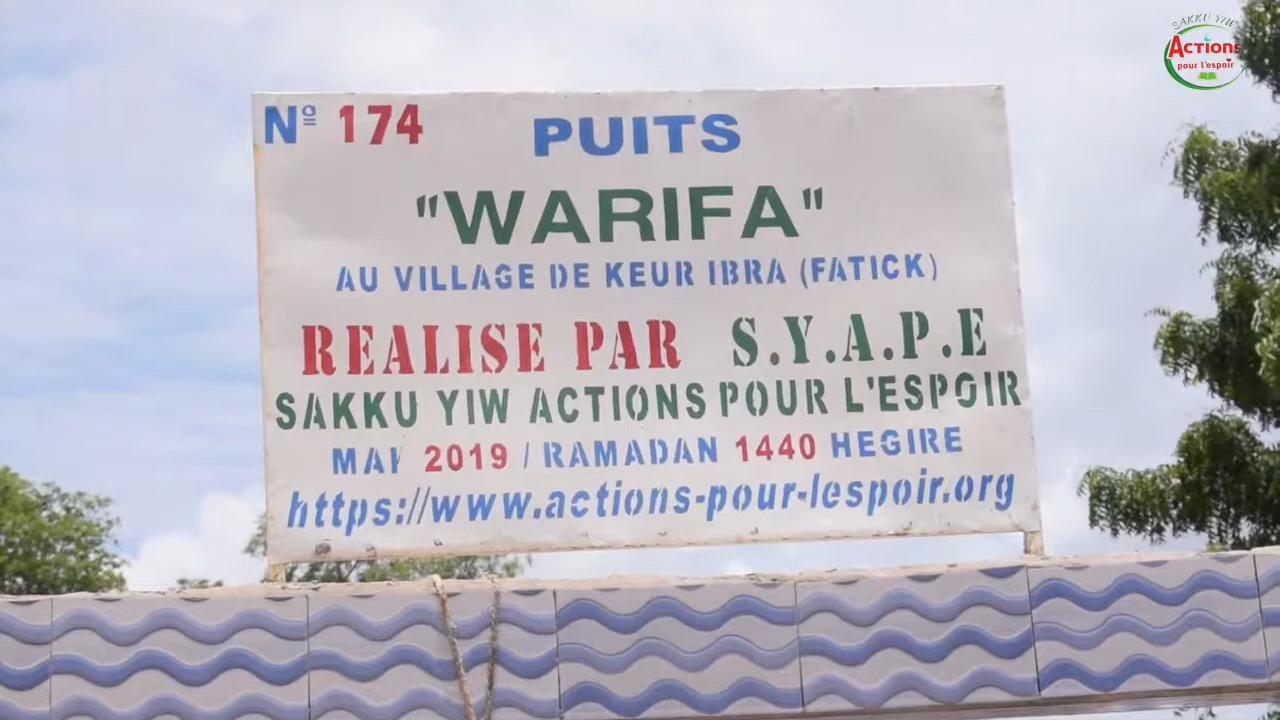 SAKKU YIW
Actions
pour l'espoir
Nº 174
PUITS
"WARIFA"
AU VILLAGE DE KEUR IBRA (FATICK)
REALISE PAR S.Y.A.P.E
SAKKU YIW ACTIONS POUR L'ESPOIR
MAI 2019 / RAMADAN 1440 HEGIRE
https://www.actions-pour-lespoir.org